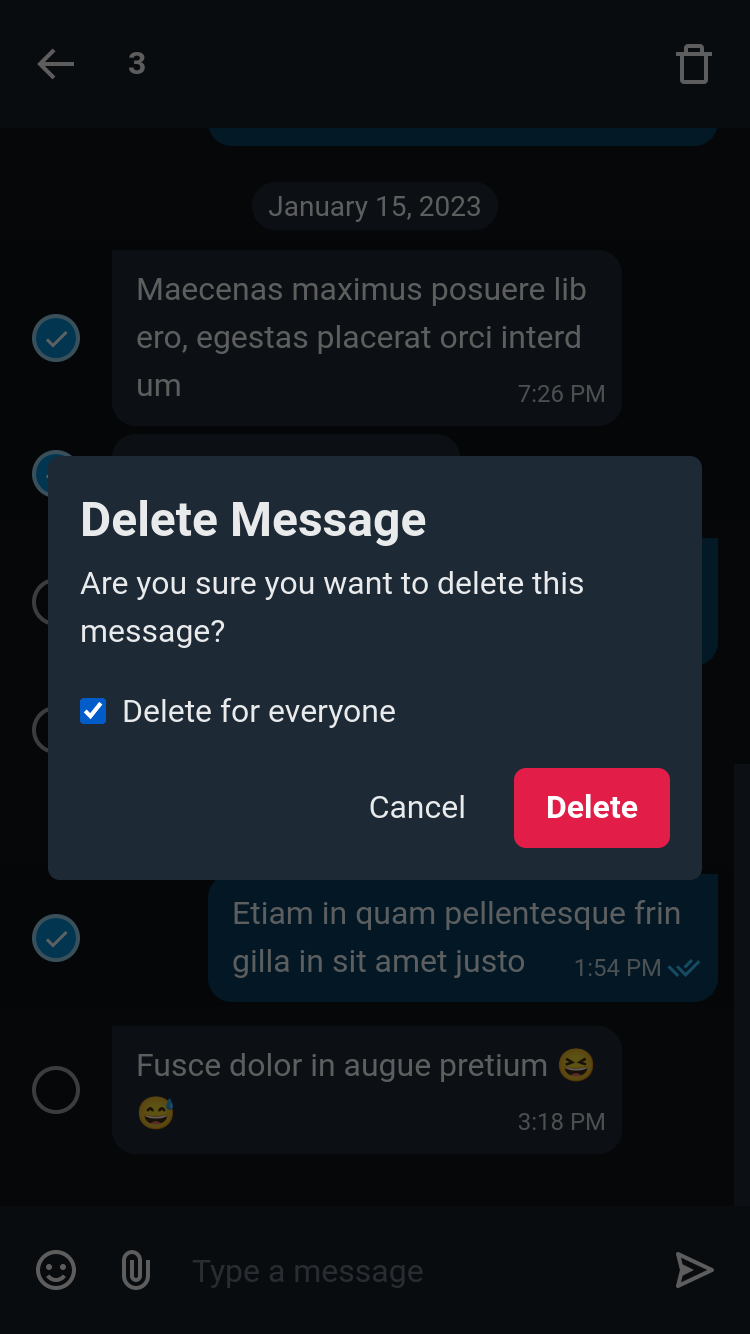 3
January 15, 2023
Maecenas maximus posuere lib
ero, egestas placerat orci interd
um
7:26 PM
Delete Message
Are you sure you want to delete this
message?
Delete for everyone
Cancel
Delete
Etiam in quam pellentesque frin
gilla in sit amet justo
1:54 PM
Fusce dolor in augue pretium 😆
😅
3:18 PM
Type a message